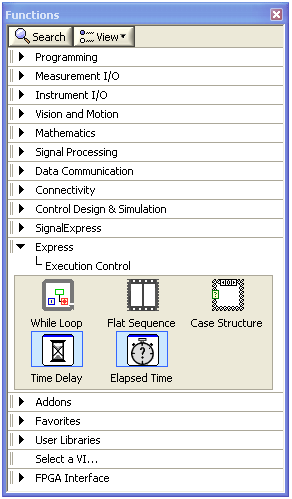 Functions
Search View
Programming
Measurement I/O
Instrument I/O
Vision and Motion
Mathematics
Signal Processing
Data Communication
Connectivity
Control Design & Simulation
SignalExpress
Express
Execution Control
While Loop Flat Sequence Case Structure
Time Delay Elapsed Time
Addons
Favorites
User Libraries
Select a VI...
FPGA Interface